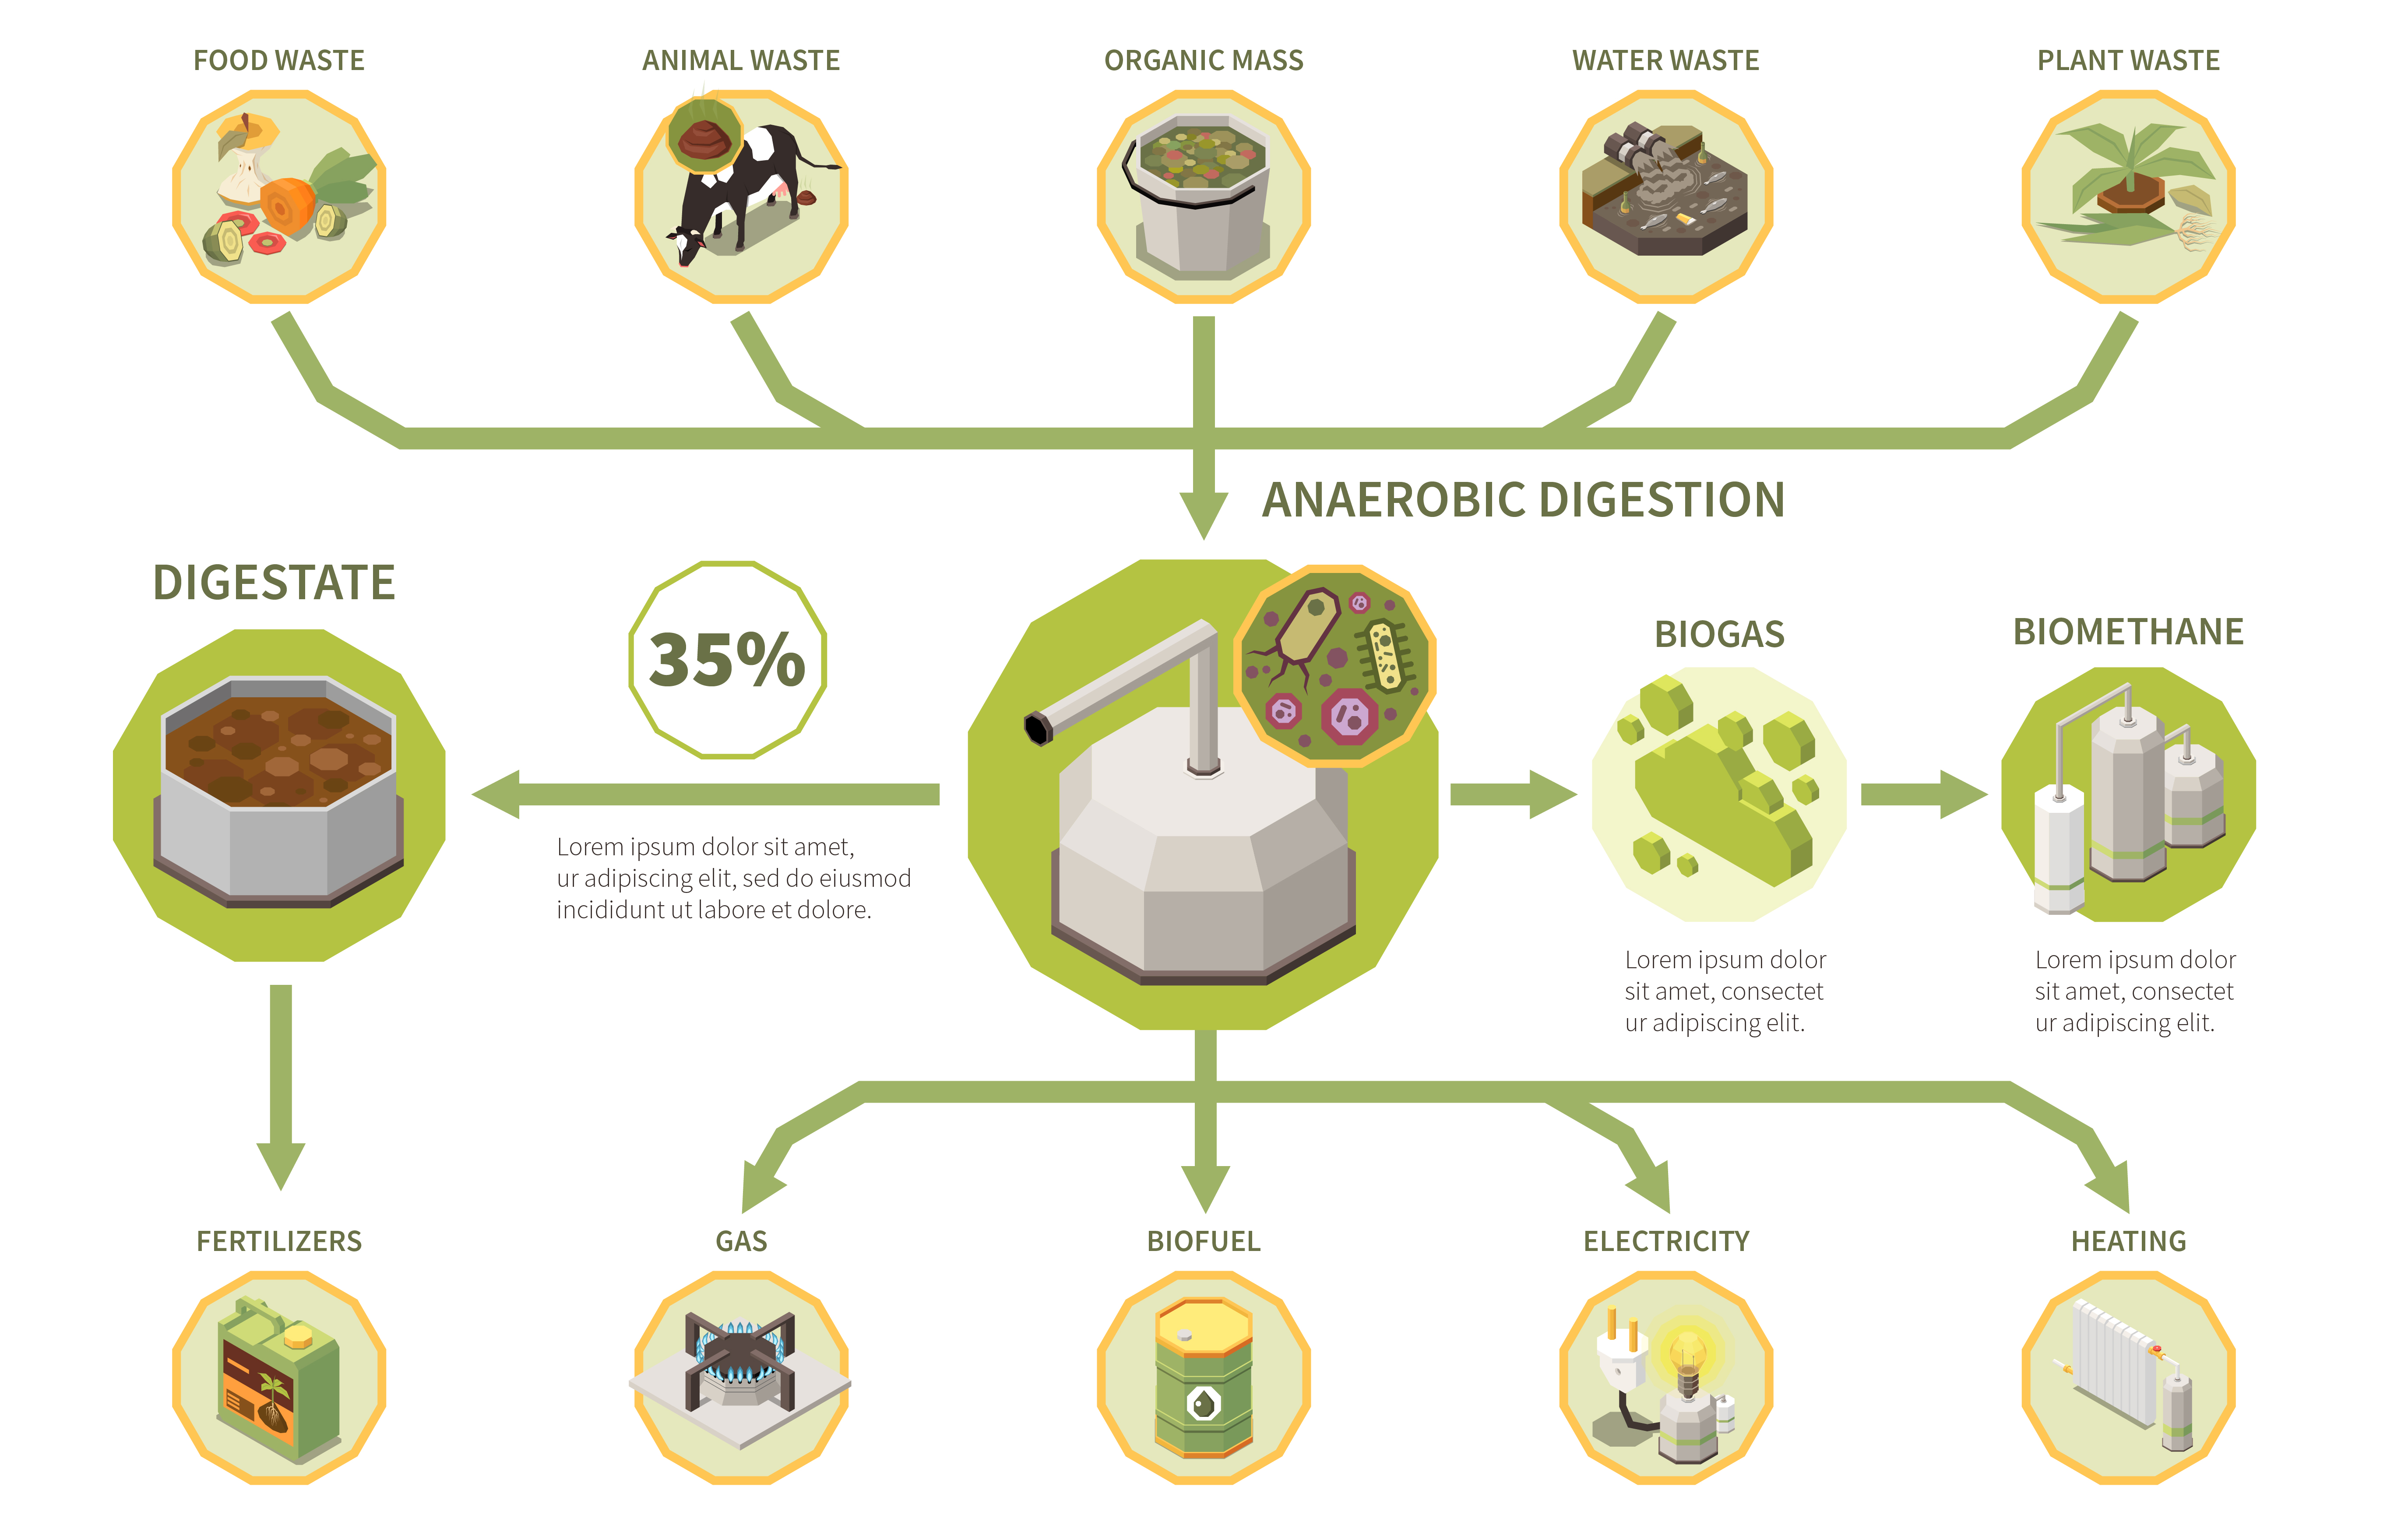 FOOD WASTE
ANIMAL WASTE
ORGANIC MASS
WATER WASTE
PLANT WASTE
ANAEROBIC DIGESTION
DIGESTATE
35%
Lorem ipsum dolor sit amet,
ur adipiscing elit, sed do eiusmod
incididunt ut labore et dolore.
BIOGAS
Lorem ipsum dolor
sit amet, consectet
ur adipiscing elit.
BIOMETHANE
Lorem ipsum dolor
sit amet, consectet
ur adipiscing elit.
FERTILIZERS
GAS
BIOFUEL
ELECTRICITY
HEATING